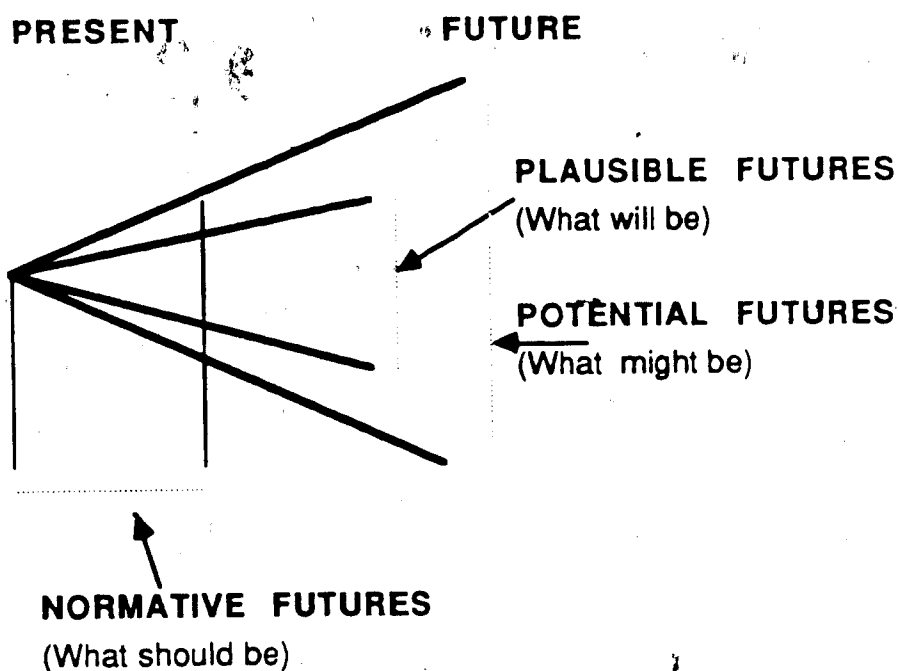 PRESENT FUTURE
PLAUSIBLE FUTURES
(What will be)
POTENTIAL FUTURES
(What might be)
NORMATIVE FUTURES
(What should be)